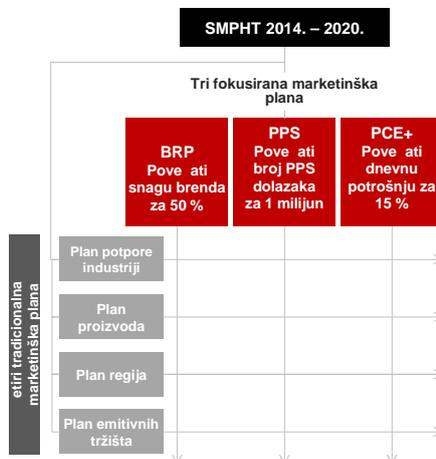 SMPHT 2014. – 2020.
Tri fokusirana marketinška
plana
BRP
Pove ati
snagu brenda
za 50 %
PPS
Pove ati
broj PPS
dolazaka
za 1 milijun
PCE+
Pove ati
dnevnu
potrošnju za
15 %
etiri tradicionalna
marketinška plana
Plan potpore
industriji
Plan
proizvoda
Plan regija
Plan emitivnih
tržišta